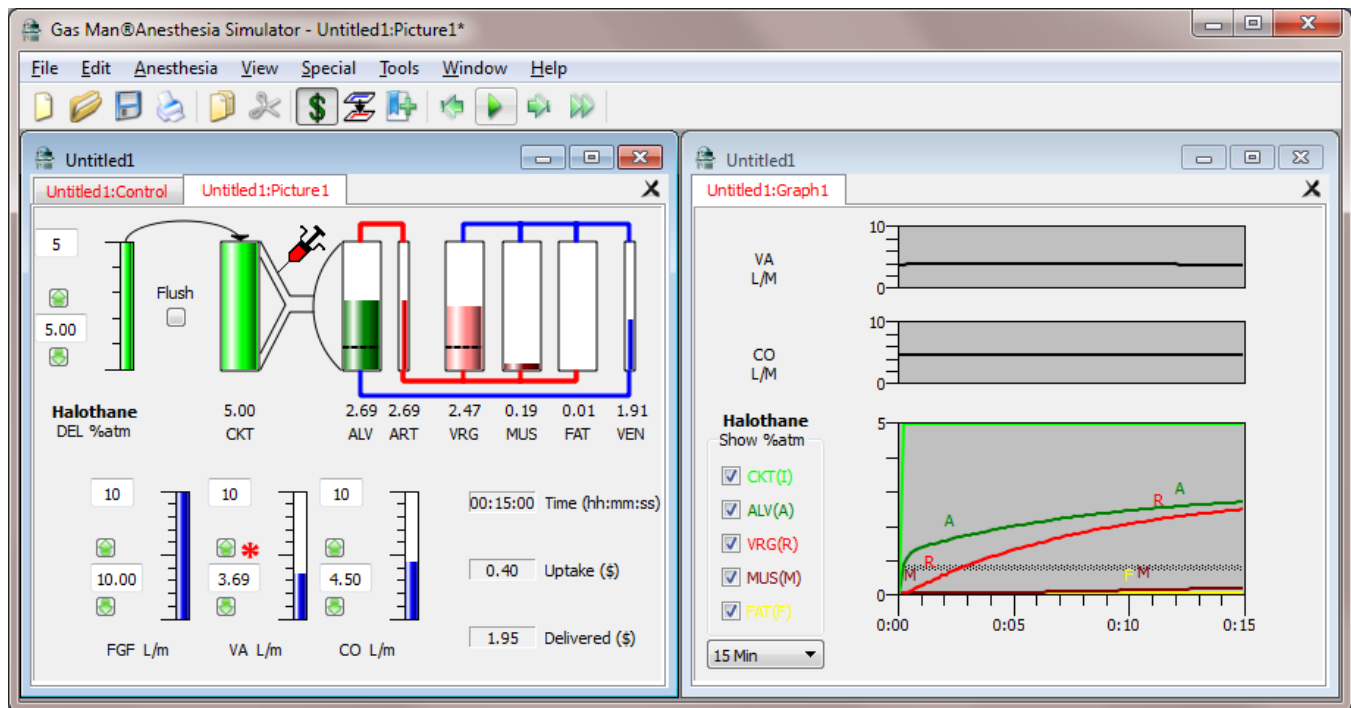 Gas Man®Anesthesia Simulator - Untitled1:Picture1*
File Edit Anesthesia View Special Tools Window Help
$
Untitled1
Untitled1:Control Untitled1:Picture1
5
Flush
5.00
Halothane 5.00 2.69 2.69 2.47 0.19 0.01 1.91
DEL %atm CKT ALV ART VRG MUS FAT VEN
10 10 10
00:15:00 Time (hh:mm:ss)
*
10.00 3.69 4.50
0.40 Uptake ($)
1.95 Delivered ($)
FGF L/m VA L/m CO L/m
Untitled1
Untitled1:Graph1
10
VA
L/M
0
10
CO
L/M
0
Halothane
Show %atm
CKT(I)
ALV(A)
VRG(R)
MUS(M)
FAT(F)
15 Min
5
A R A
R
M F M
0
0:00 0:05 0:10 0:15